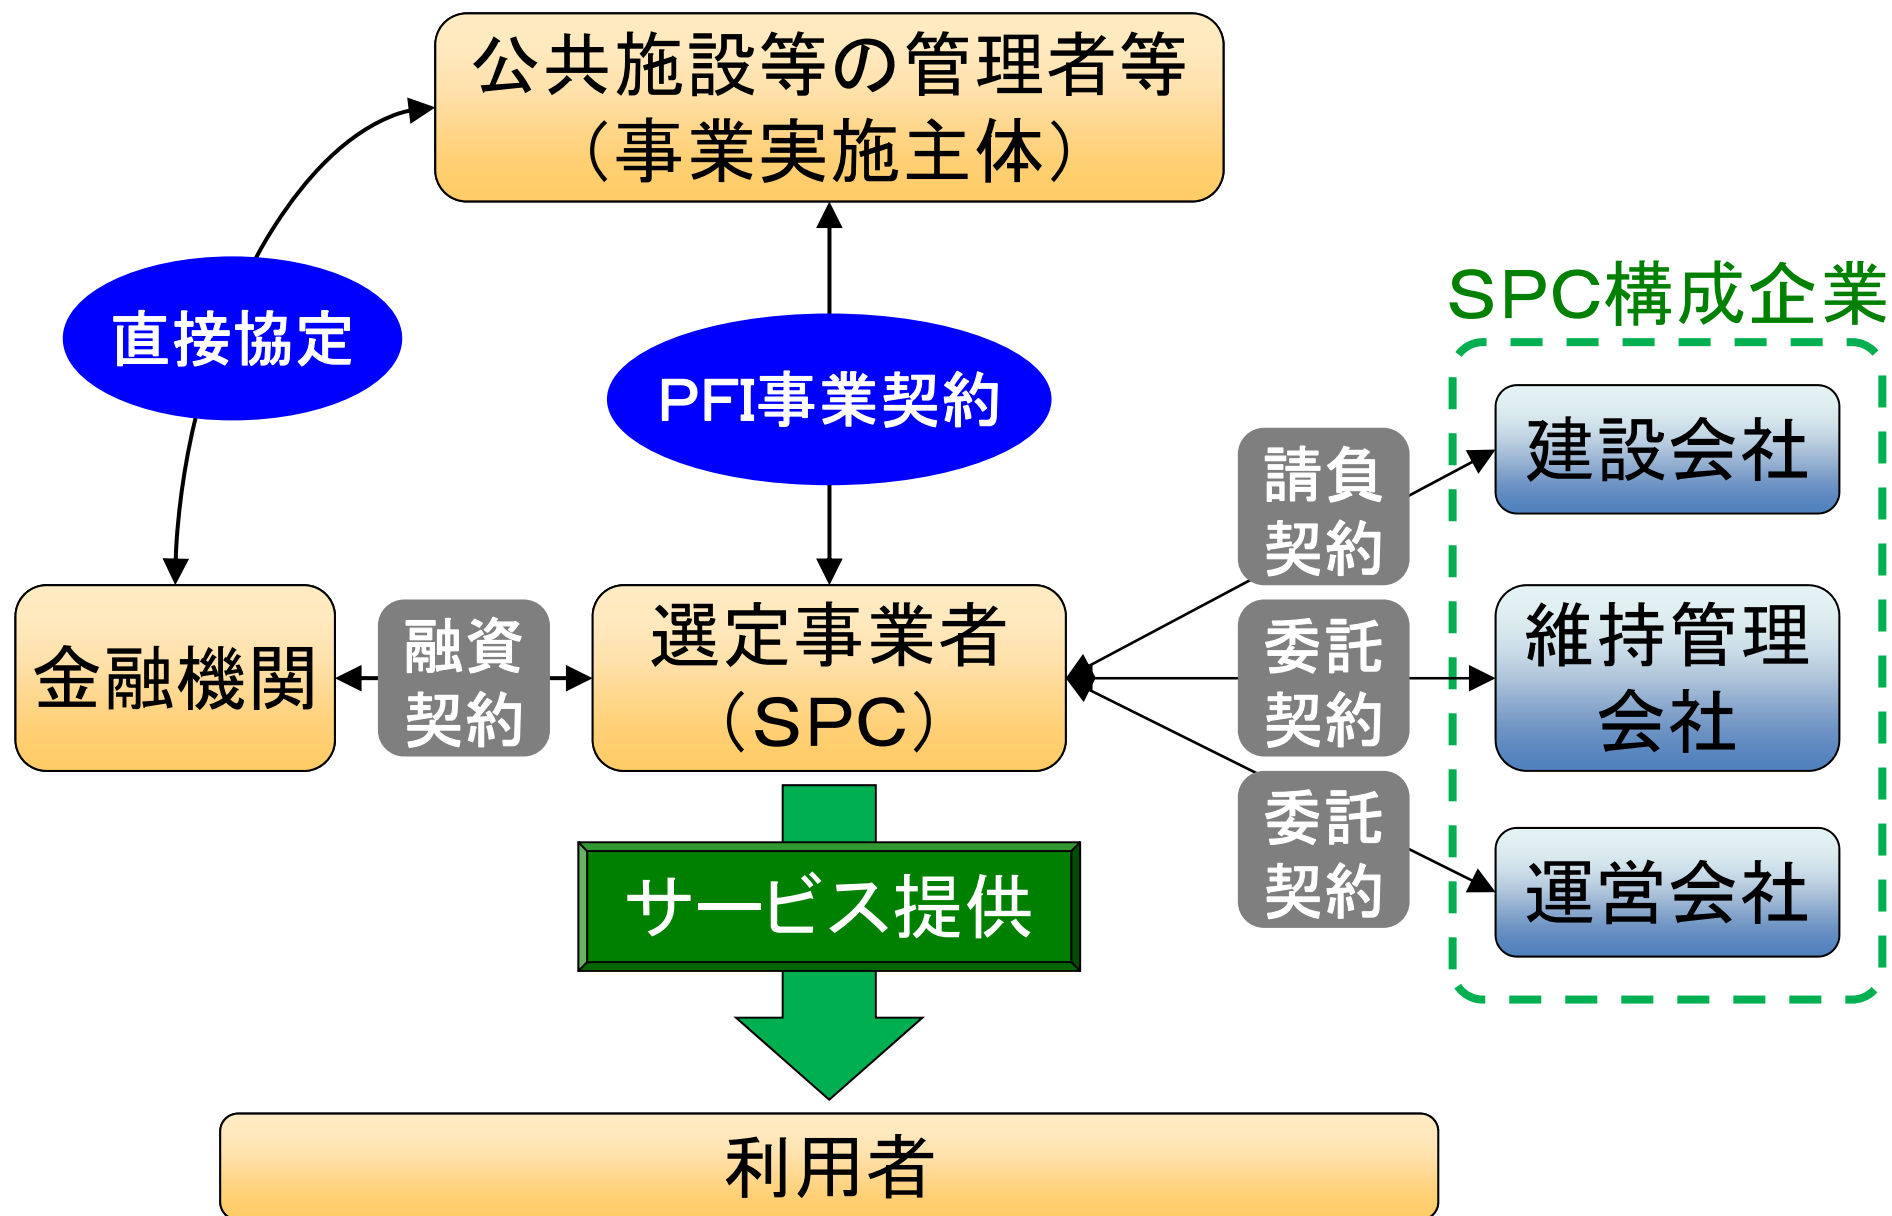 公共施設等の管理者等
（事業実施主体）
直接協定
PFI事業契約
SPC構成企業
請負
契約
建設会社
金融機関
融資
契約
選定事業者
（SPC）
委託
契約
維持管理
会社
委託
契約
運営会社
サービス提供
利用者